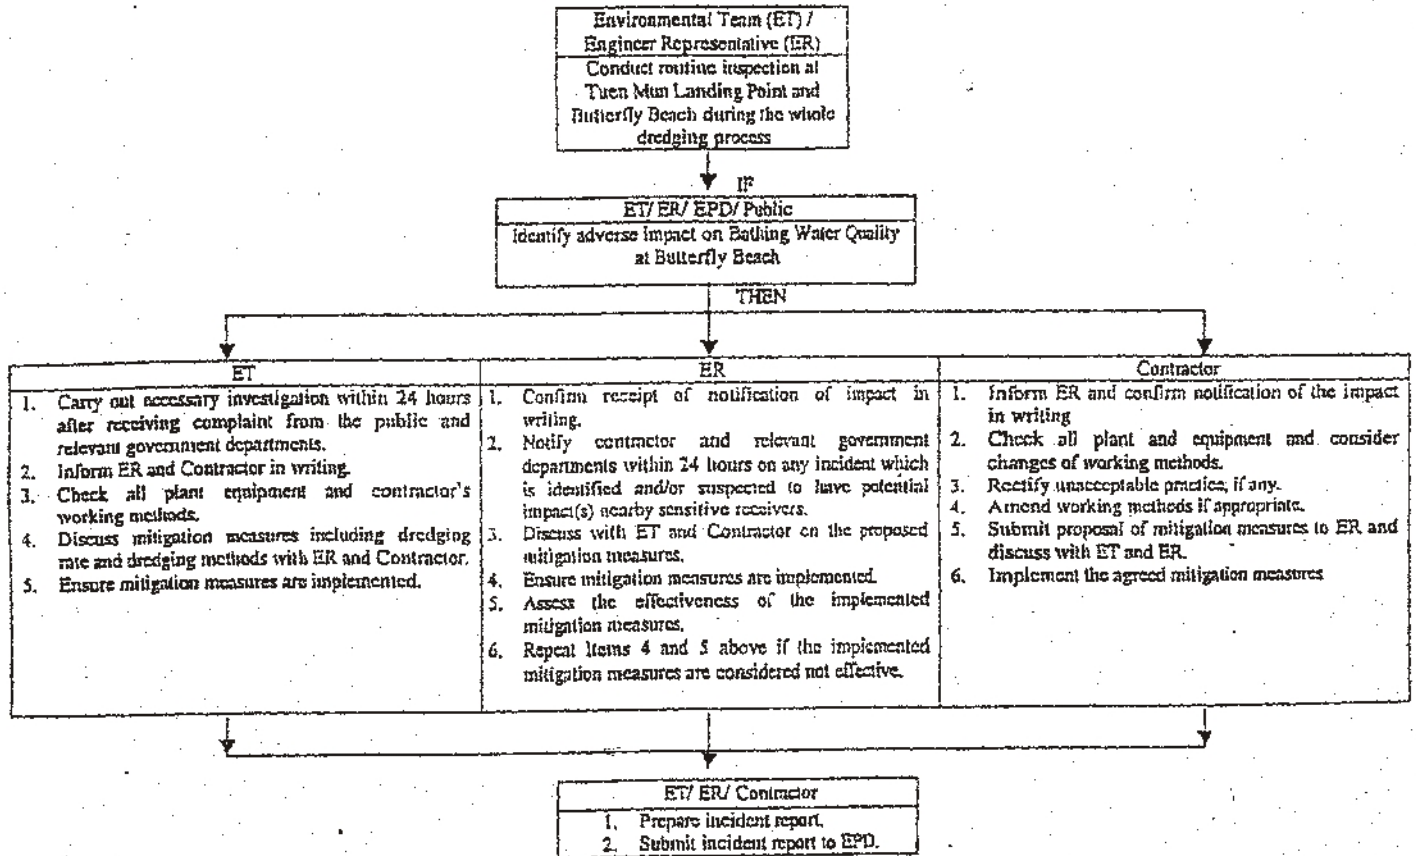 Environmental Team (ET) /
Engineer Representative (ER)
Conduct routine inspection at
Tuen Mun Landing Point and
Butterfly Beach during the whole
dredging process
IF
ET/ ER/ EPD/ Public
Identify adverse impact on Bathing Water Quality
at Butterfly Beach
THEN
ET
1. Carry out necessary investigation within 24 hours
after receiving complaint from the public and
relevant government departments.
2. Inform ER and Contractor in writing.
3. Check all plant equipment and contractor's
working methods.
4. Discuss mitigation measures including dredging
rate and dredging methods with ER and Contractor.
5. Ensure mitigation measures are implemented.
ER
1. Confirm receipt of notification of impact in
writing.
2. Notify contractor and relevant government
departments within 24 hours on any incident which
is identified and/or suspected to have potential
impact(s) nearby sensitive receivers.
3. Discuss with ET and Contractor on the proposed
mitigation measures.
4. Ensure mitigation measures are implemented.
5. Assess the effectiveness of the implemented
mitigation measures.
6. Repeat Items 4 and 5 above if the implemented
mitigation measures are considered not effective.
Contractor
1. Inform ER and confirm notification of the impact
in writing
2. Check all plant and equipment and consider
changes of working methods.
3. Rectify unacceptable practice, if any.
4. Amend working methods if appropriate.
5. Submit proposal of mitigation measures to ER and
discuss with ET and ER.
6. Implement the agreed mitigation measures
ET/ ER/ Contractor
1. Prepare incident report.
2. Submit incident report to EPD.